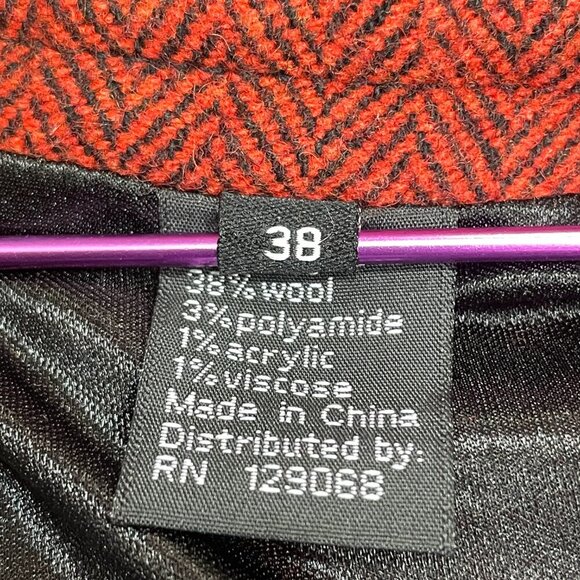 38
38% wool
3% polyamide
1% acrylic
1% viscose
Made in China
Distributed by:
RN 129068